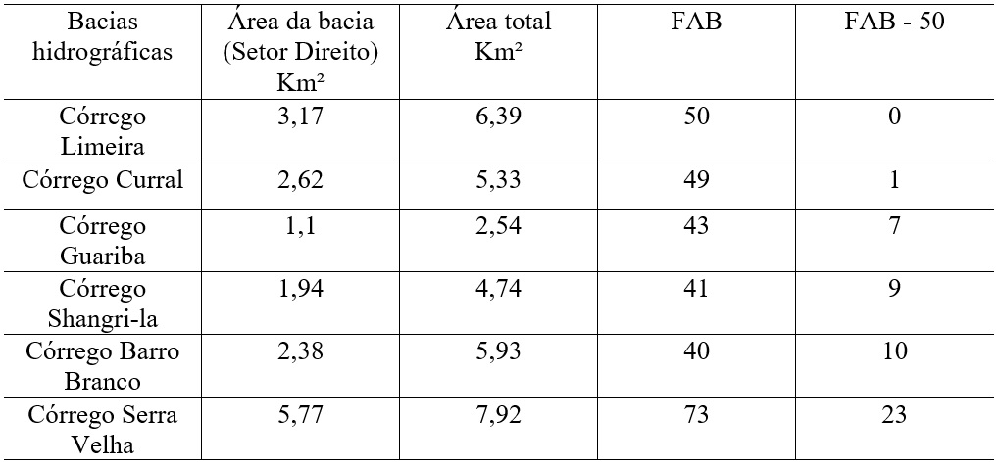 Bacias
hidrográficas
Área da bacia
(Setor Direito)
Km²
Área total
Km²
FAB
FAB - 50
Córrego
Limeira
3,17
6,39
50
0
Córrego Curral
2,62
5,33
49
1
Córrego
Guariba
1,1
2,54
43
7
Córrego
Shangri-la
1,94
4,74
41
9
Córrego Barro
Branco
2,38
5,93
40
10
Córrego Serra
Velha
5,77
7,92
73
23